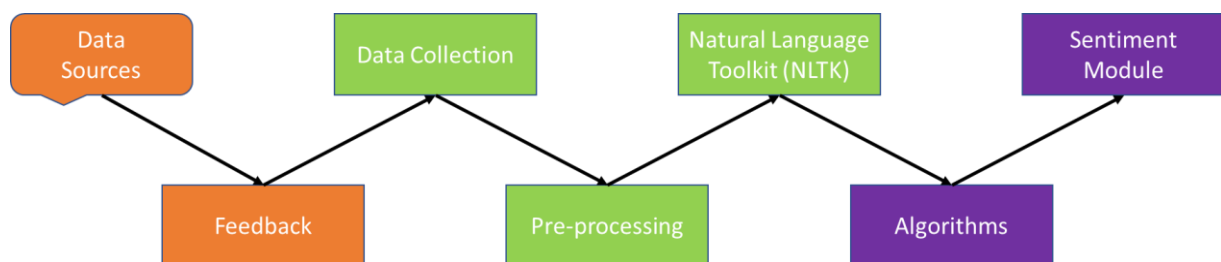 Data
Sources
Data Collection
Natural Language
Toolkit (NLTK)
Sentiment
Module
Feedback
Pre-processing
Algorithms